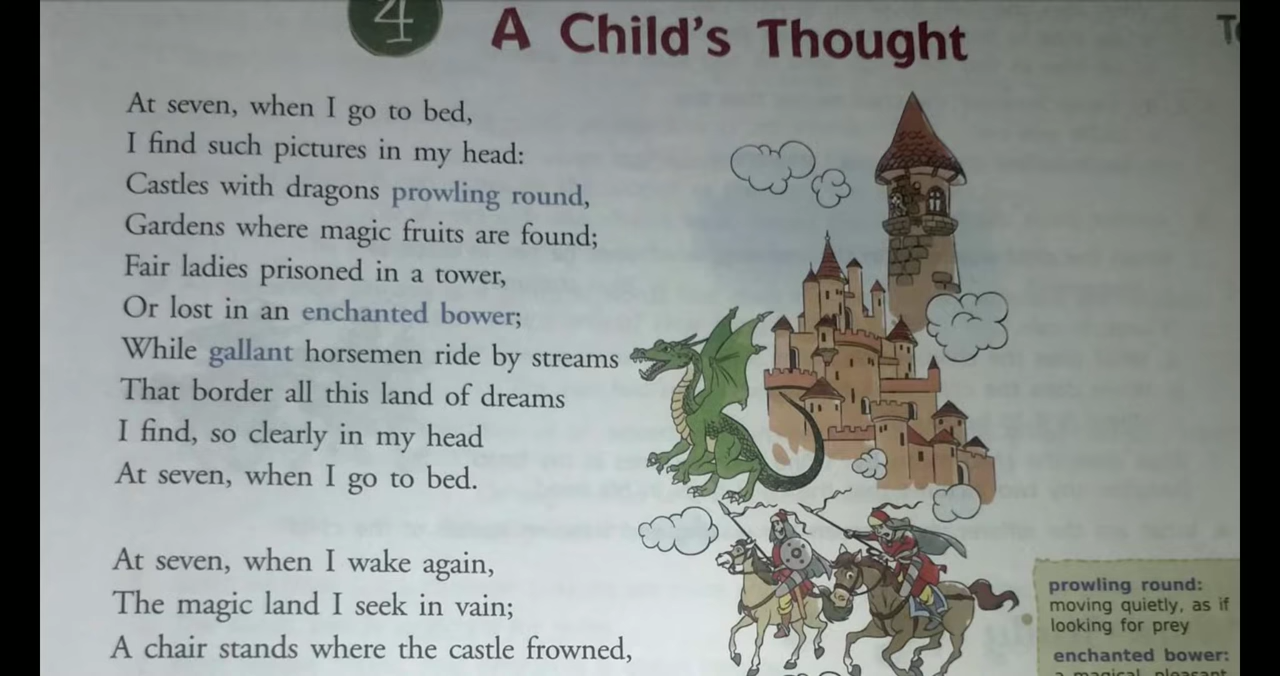 4
A Child's Thought
At seven, when I go to bed,
I find such pictures in my head:
Castles with dragons prowling round,
Gardens where magic fruits are found;
Fair ladies prisoned in a tower,
Or lost in an enchanted bower;
While gallant horsemen ride by streams
That border all this land of dreams
I find, so clearly in my head
At seven, when I go to bed.
At seven, when I wake again,
The magic land I seek in vain;
A chair stands where the castle frowned,
prowling round:
moving quietly, as if
looking for prey
enchanted bower:
a magical, pleasant